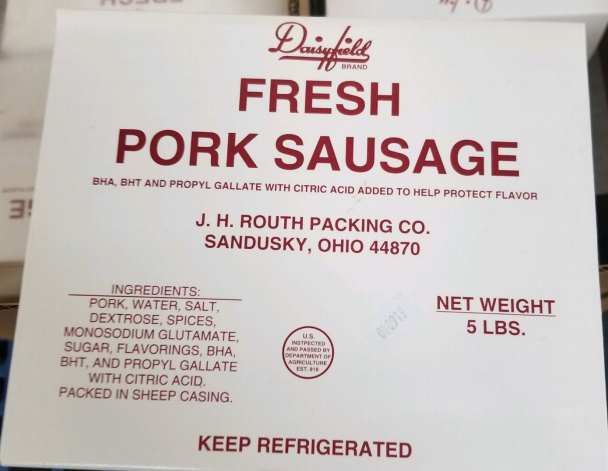 Daisyfield
BRAND
FRESH
PORK SAUSAGE
BHA, BHT AND PROPYL GALLATE WITH CITRIC ACID ADDED TO HELP PROTECT FLAVOR
J. H. ROUTH PACKING CO.
SANDUSKY, OHIO 44870
INGREDIENTS:
PORK, WATER, SALT,
DEXTROSE, SPICES,
MONOSODIUM GLUTAMATE,
SUGAR, FLAVORINGS, BHA,
BHT, AND PROPYL GALLATE
WITH CITRIC ACID.
PACKED IN SHEEP CASING.
U.S.
INSPECTED
AND PASSED BY
DEPARTMENT OF
AGRICULTURE
EST. 818
NET WEIGHT
5 LBS.
KEEP REFRIGERATED